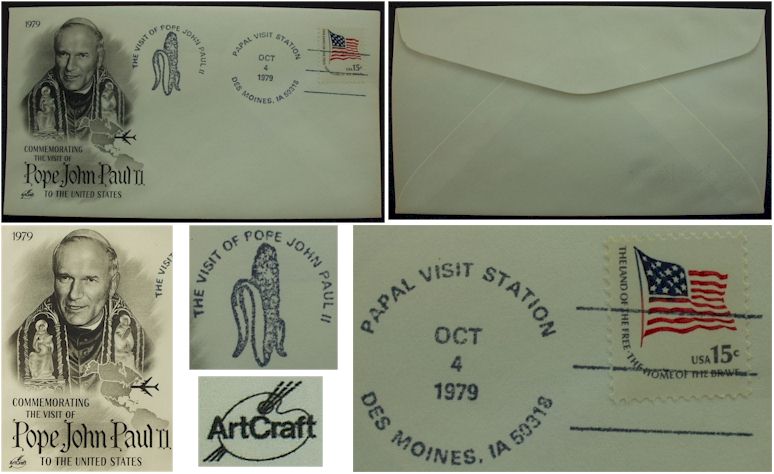 1979
THE VISIT OF POPE JOHN PAUL II
PAPAL VISIT STATION
OCT
4
1979
DES MOINES, IA 50318
USA 15c
COMMEMORATING
THE VISIT OF
Pope John Paul II
TO THE UNITED STATES
ArtCraft
1979
THE VIS
COMMEMORATING
THE VISIT OF
Pope John Paul II
TO THE UNITED STATES
ArtCraft
THE VISIT OF POPE JOHN PAUL II
ArtCraft
PAPAL VISIT STATION
OCT
4
1979
DES MOINES, IA 50318
THE LAND OF THE FREE · THE HOME OF THE BRAVE
USA 15c